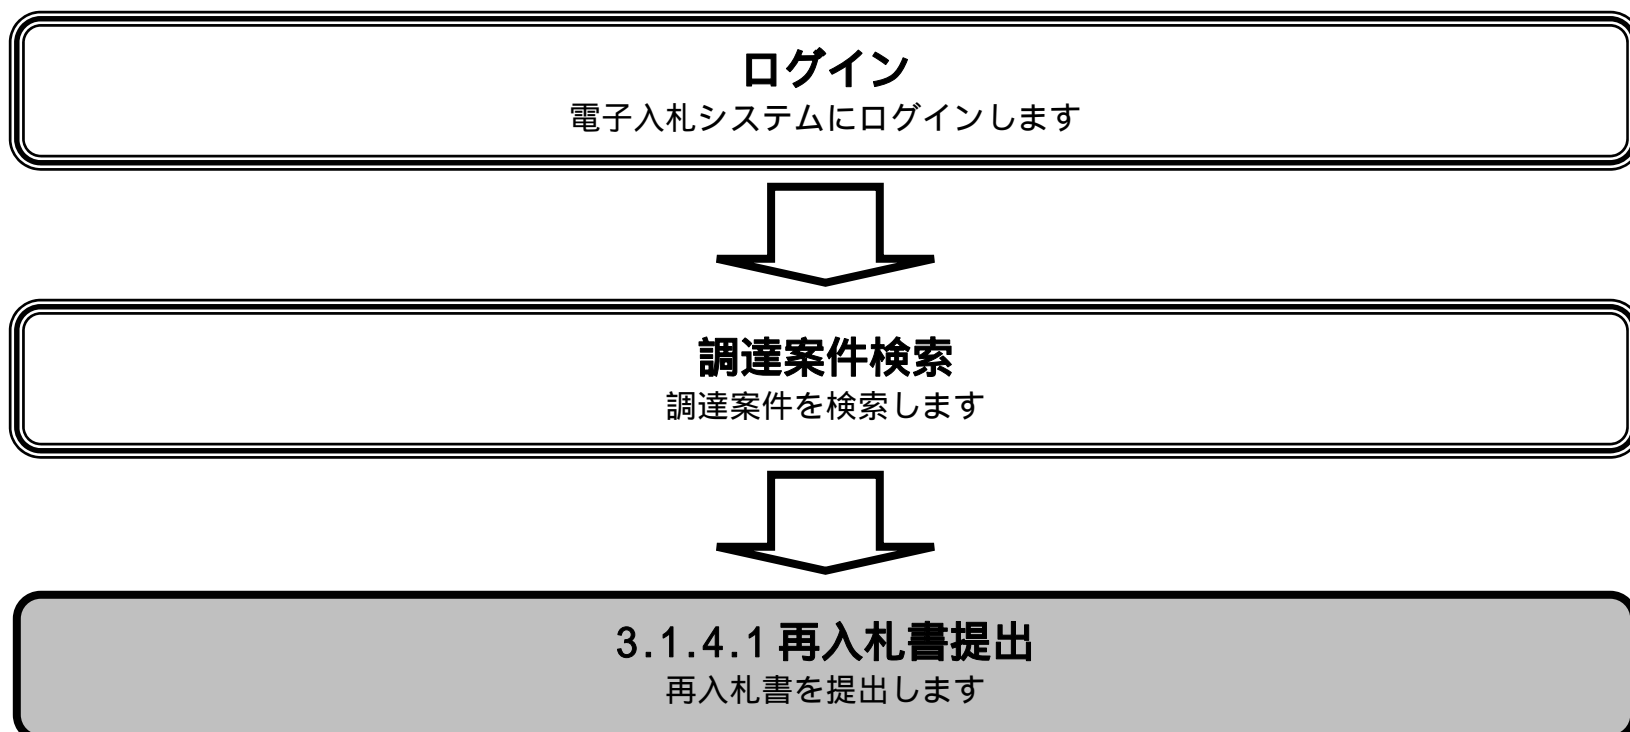 ログイン
電子入札システムにログインします
調達案件検索
調達案件を検索します
3.1.4.1 再入札書提出
再入札書を提出します